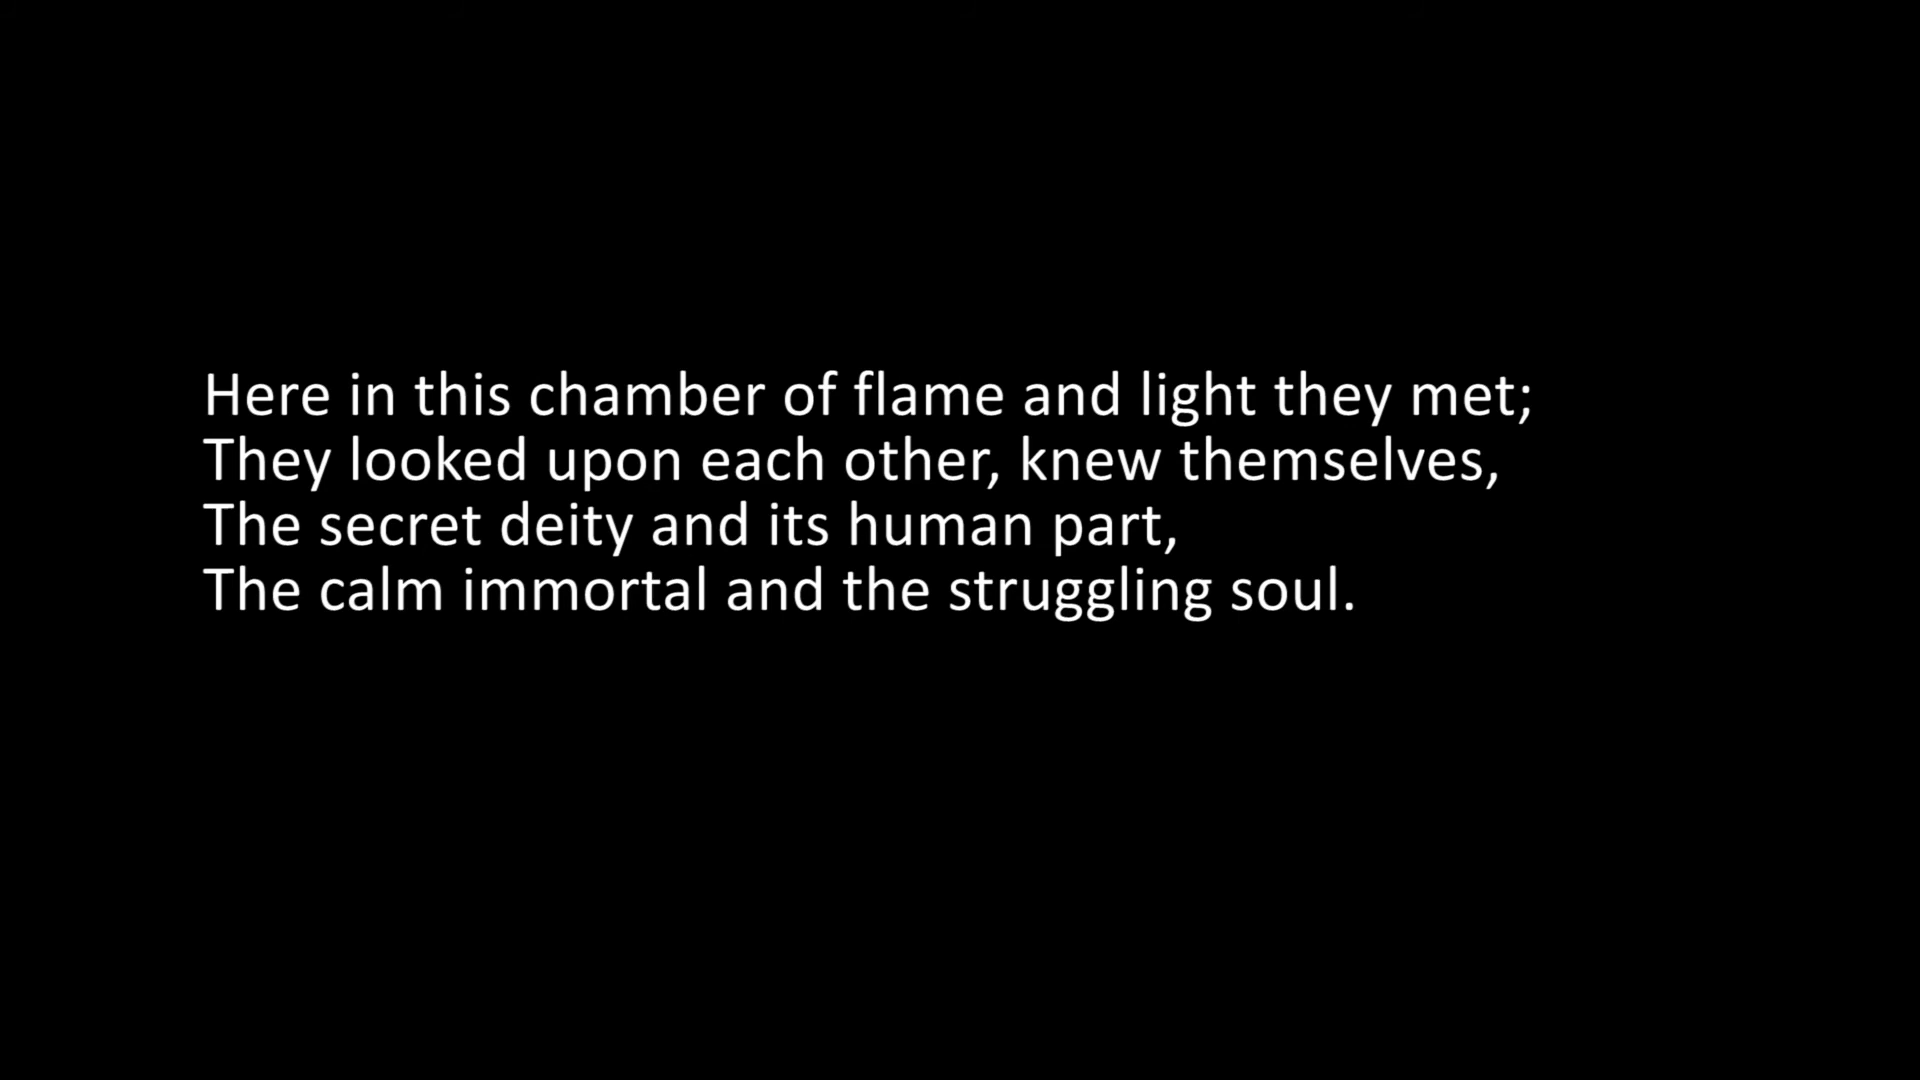 Here in this chamber of flame and light they met;
They looked upon each other, knew themselves,
The secret deity and its human part,
The calm immortal and the struggling soul.